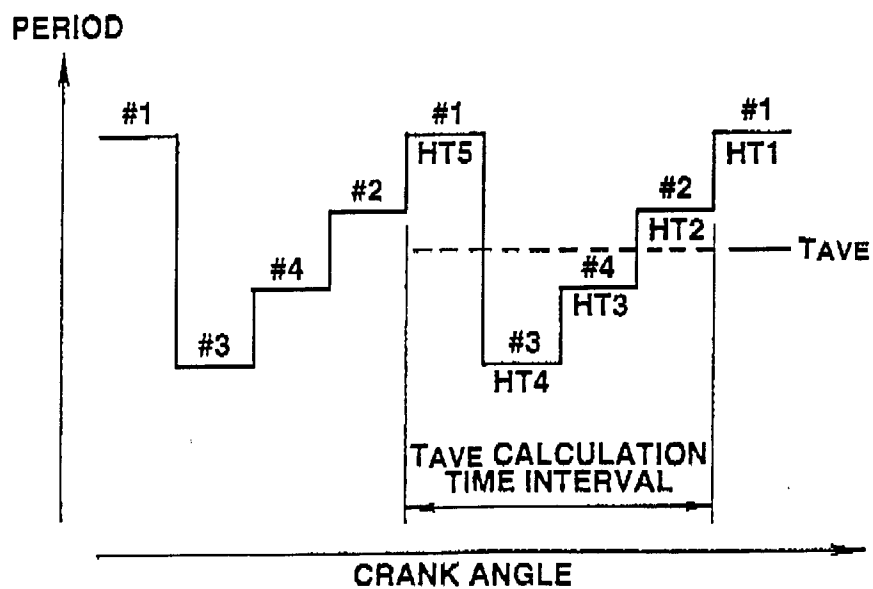 PERIOD
#1
#3
#4
#2
#1
HT5
#3
HT4
#4
HT3
#2
HT2
#1
HT1
TAVE
TAVE CALCULATION
TIME INTERVAL
CRANK ANGLE